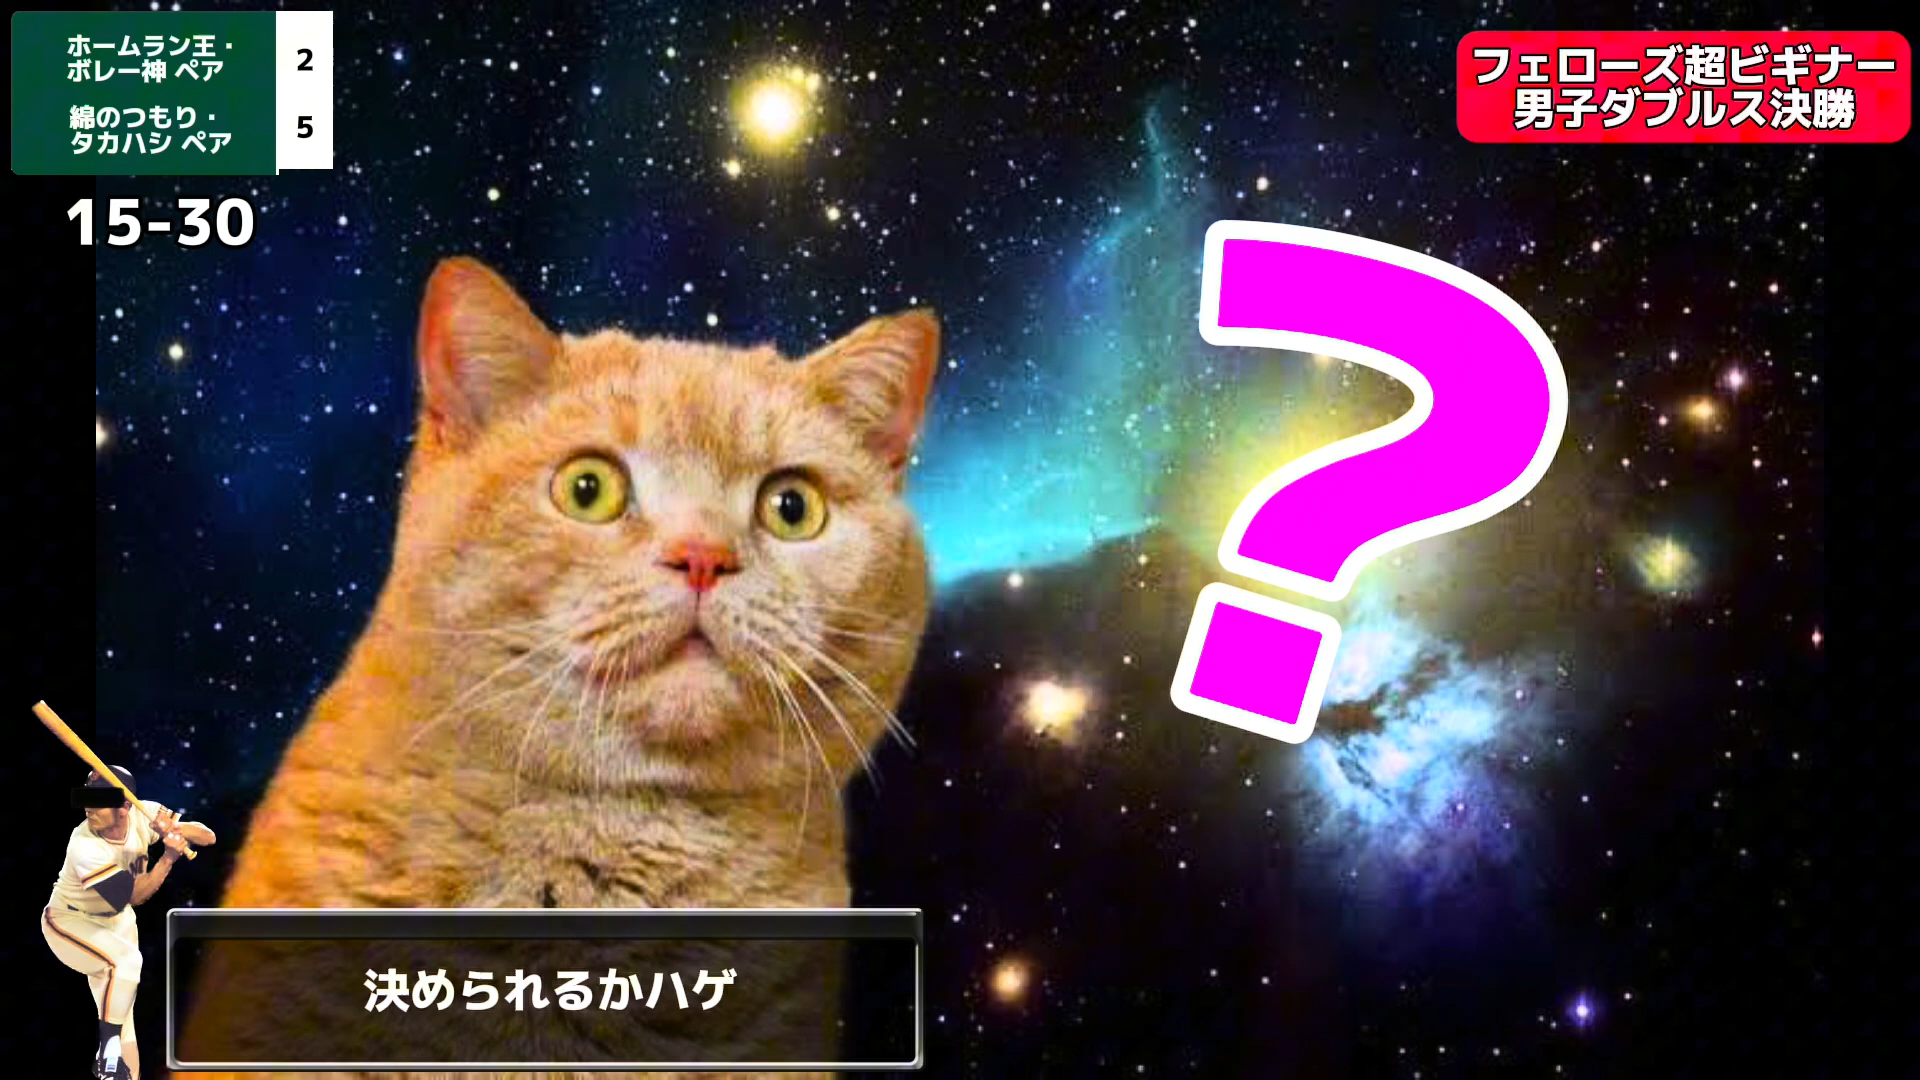 ホームラン王・
ボレー神 ペア
2
綿のつもり・
タカハシ ペア
5
15-30
フェローズ超ビギナー
男子ダブルス決勝
?
決められるかハゲ